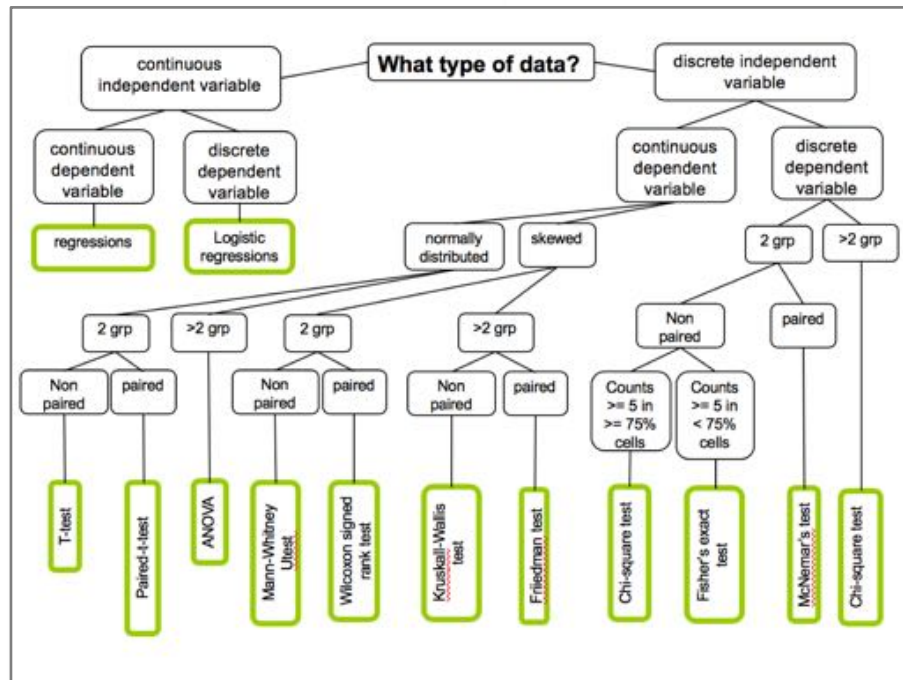 What type of data?
continuous
independent variable
discrete independent
variable
continuous
dependent
variable
discrete
dependent
variable
continuous
dependent
variable
discrete
dependent
variable
regressions
Logistic
regressions
normally
distributed
skewed
2 grp
>2 grp
2 grp
>2 grp
2 grp
>2 grp
Non
paired
paired
Non
paired
paired
Non
paired
paired
Non
paired
paired
Counts
>= 5 in
>= 75%
cells
Counts
>= 5 in
< 75%
cells
T-test
Paired-t-test
ANOVA
Mann-Whitney
Utest
Wilcoxon signed
rank test
Kruskall-Wallis
test
Friiedman test
Chi-square test
Fisher's exact
test
McNemar's test
Chi-square test